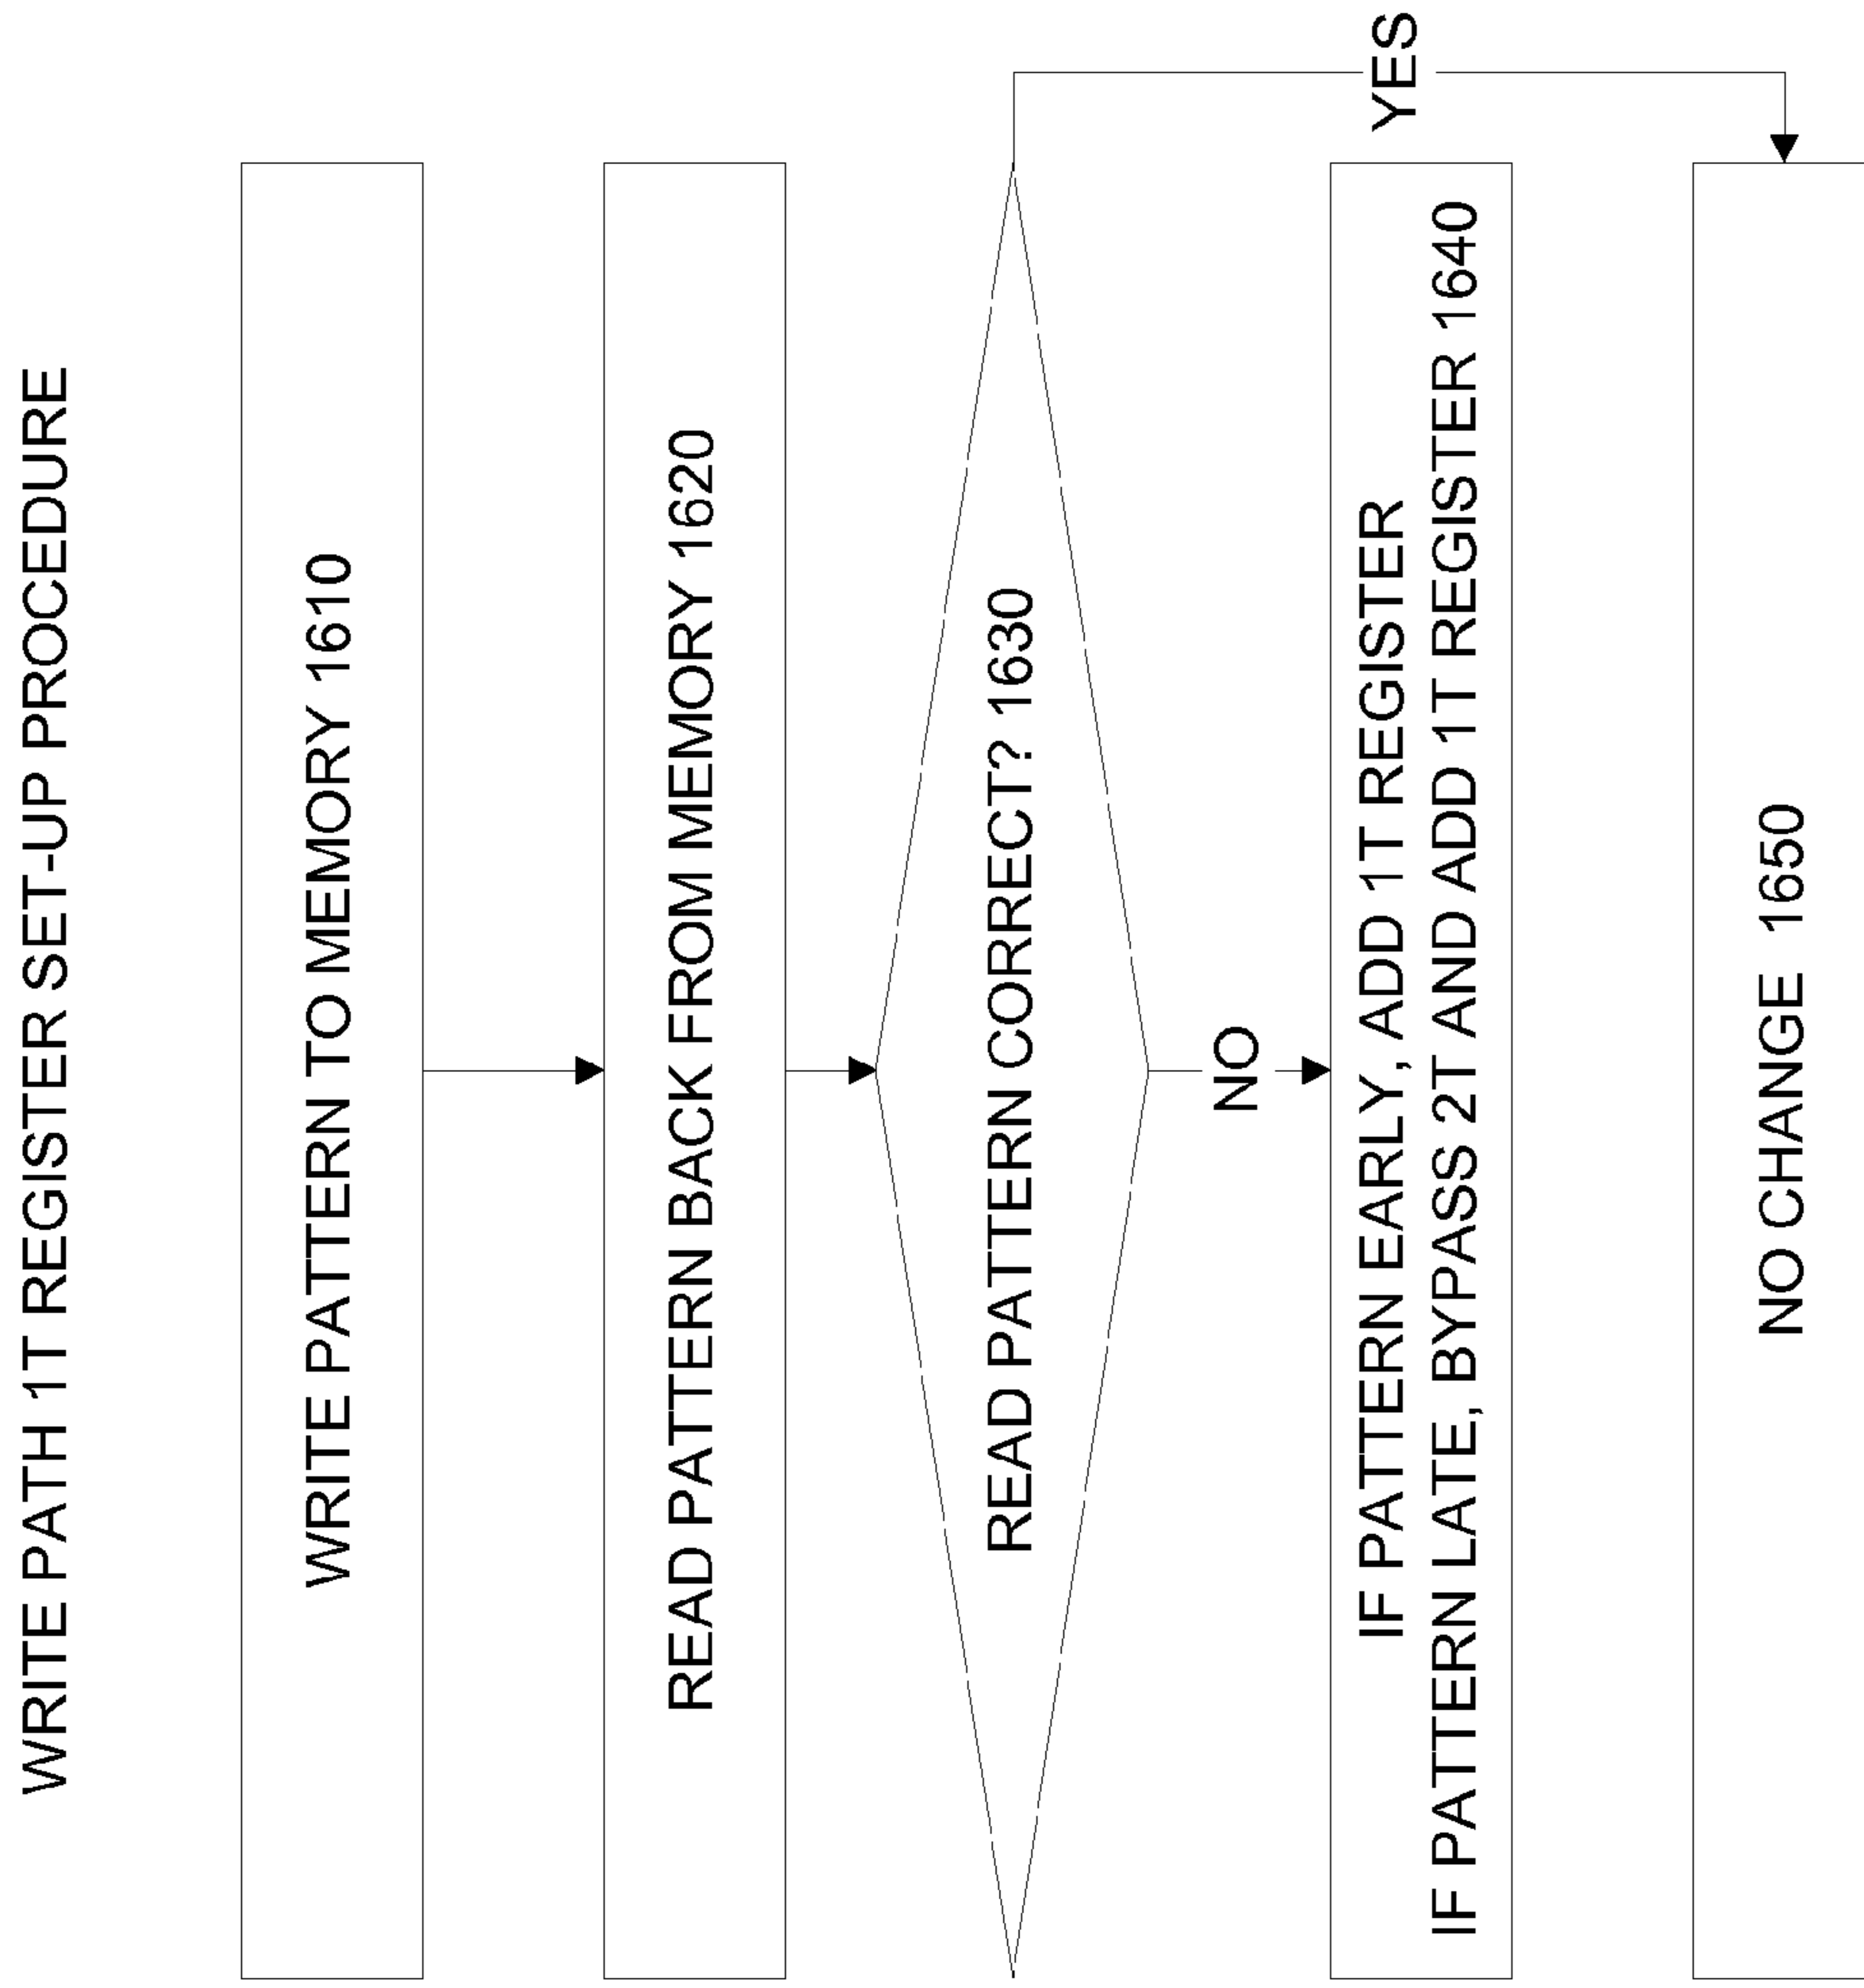 WRITE PATH 1T REGISTER SET-UP PROCEDURE
WRITE PATTERN TO MEMORY 1610
READ PATTERN BACK FROM MEMORY 1620
READ PATTERN CORRECT? 1630
NO
YES
IF PATTERN EARLY, ADD 1T REGISTER
IF PATTERN LATE, BYPASS 2T AND ADD 1T REGISTER 1640
NO CHANGE 1650